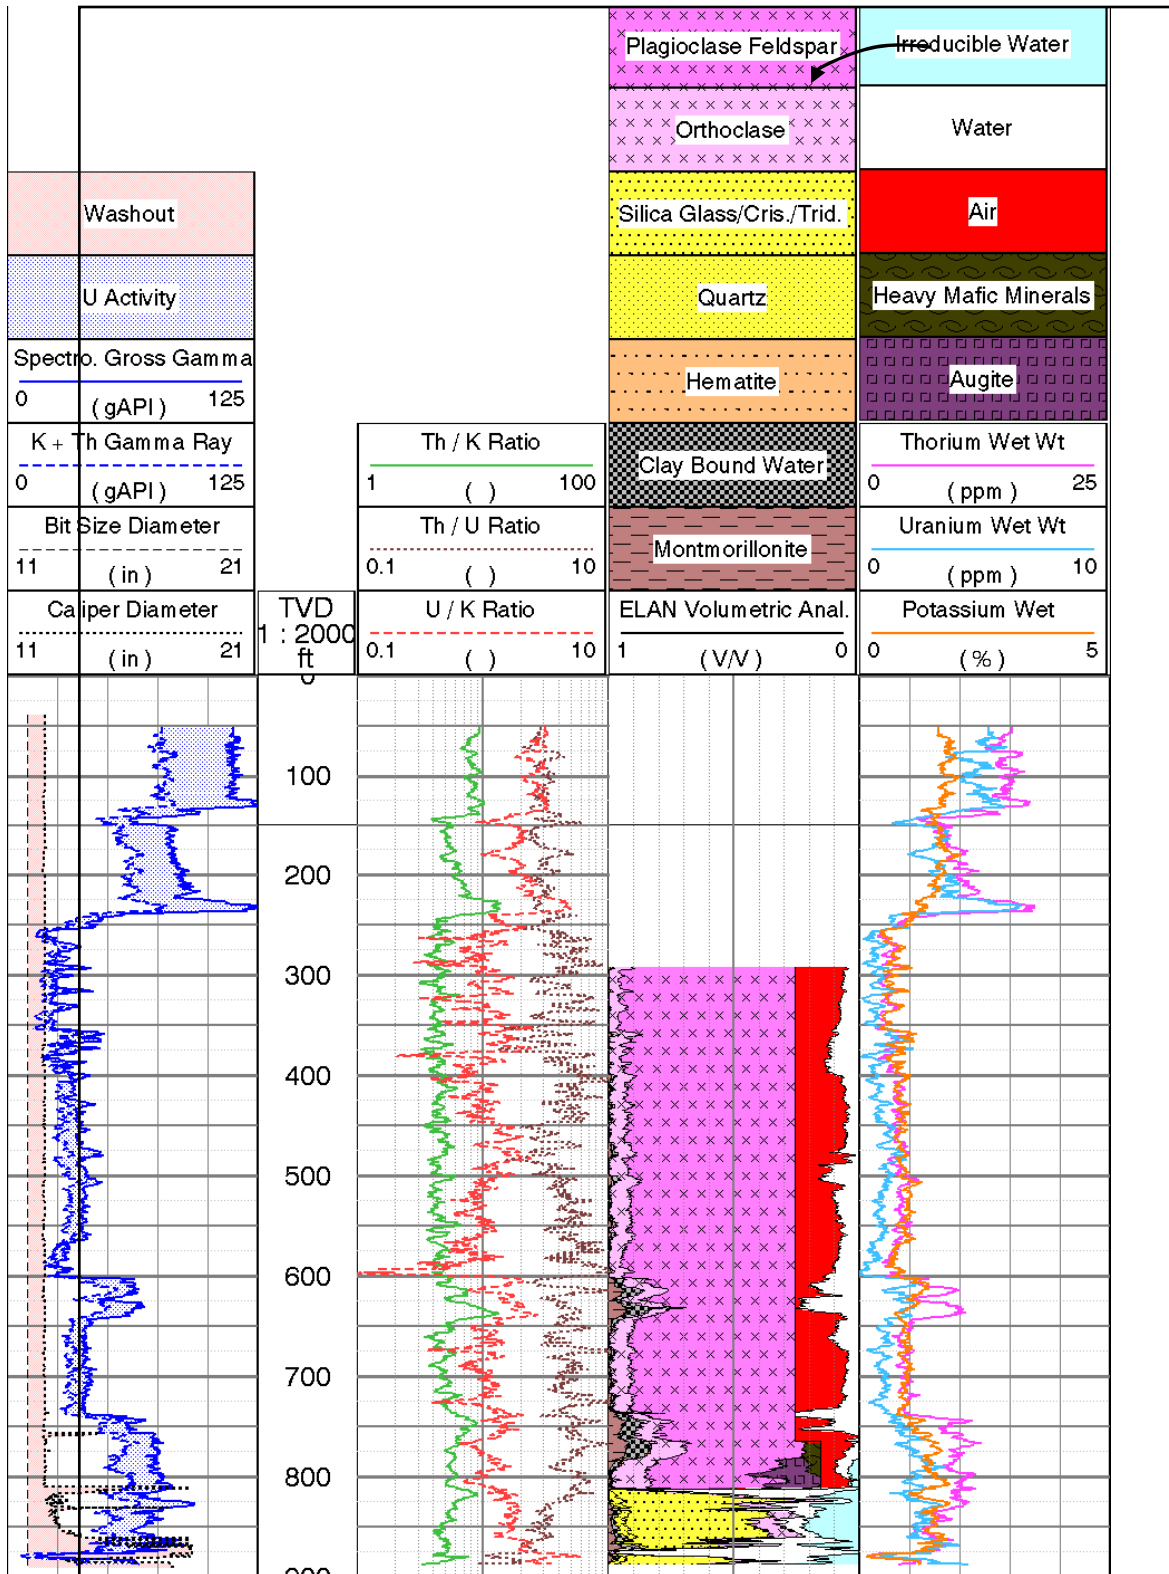 Plagioclase Feldspar
Irreducible Water
Orthoclase
Water
Washout
Silica Glass/Cris./Trid.
Air
U Activity
Quartz
Heavy Mafic Minerals
Spectro. Gross Gamma
0 (gAPI) 125
Hematite
Augite
K + Th Gamma Ray
0 (gAPI) 125
Th / K Ratio
1 ( ) 100
Clay Bound Water
Thorium Wet Wt
0 (ppm) 25
Bit Size Diameter
11 (in) 21
Th / U Ratio
0.1 ( ) 10
Montmorillonite
Uranium Wet Wt
0 (ppm) 10
Caliper Diameter
11 (in) 21
TVD
1 : 2000
ft
U / K Ratio
0.1 ( ) 10
ELAN Volumetric Anal.
1 (V/V) 0
Potassium Wet
0 (%) 5
0
100
200
300
400
500
600
700
800
900